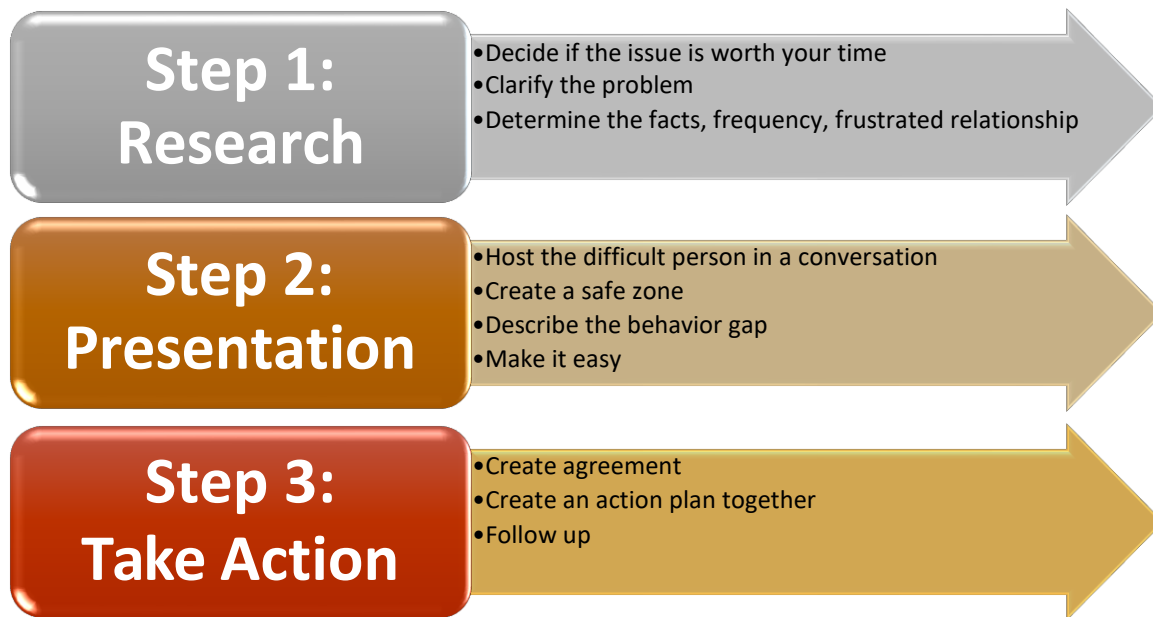 Step 1:
Research
•Decide if the issue is worth your time
•Clarify the problem
•Determine the facts, frequency, frustrated relationship
Step 2:
Presentation
•Host the difficult person in a conversation
•Create a safe zone
•Describe the behavior gap
•Make it easy
Step 3:
Take Action
•Create agreement
•Create an action plan together
•Follow up